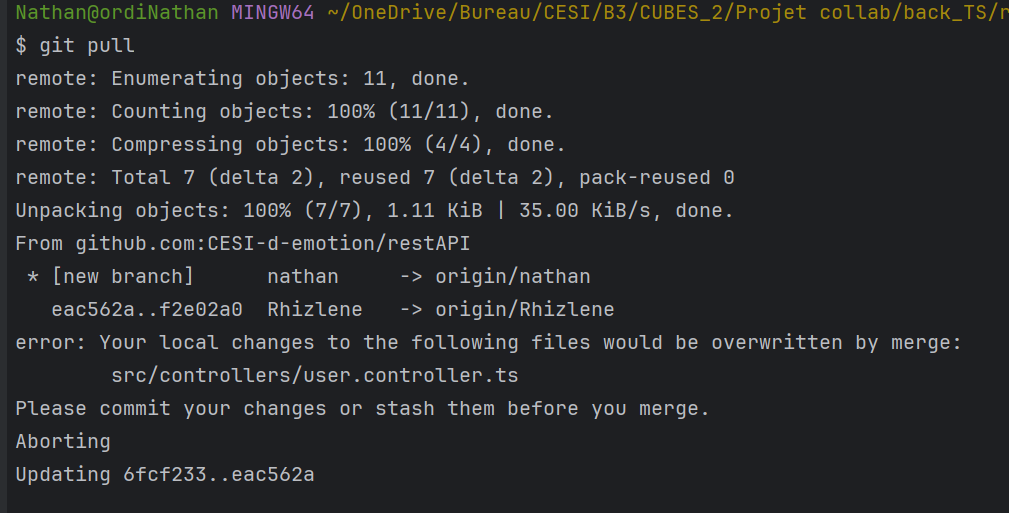 Nathan@ordiNathan MINGW64 ~/OneDrive/Bureau/CESI/B3/CUBES_2/Projet collab/back_TS/r
$ git pull
remote: Enumerating objects: 11, done.
remote: Counting objects: 100% (11/11), done.
remote: Compressing objects: 100% (4/4), done.
remote: Total 7 (delta 2), reused 7 (delta 2), pack-reused 0
Unpacking objects: 100% (7/7), 1.11 KiB | 35.00 KiB/s, done.
From github.com:CESI-d-emotion/restAPI
 * [new branch]      nathan     -> origin/nathan
   eac562a..f2e02a0  Rhizlene   -> origin/Rhizlene
error: Your local changes to the following files would be overwritten by merge:
        src/controllers/user.controller.ts
Please commit your changes or stash them before you merge.
Aborting
Updating 6fcf233..eac562a